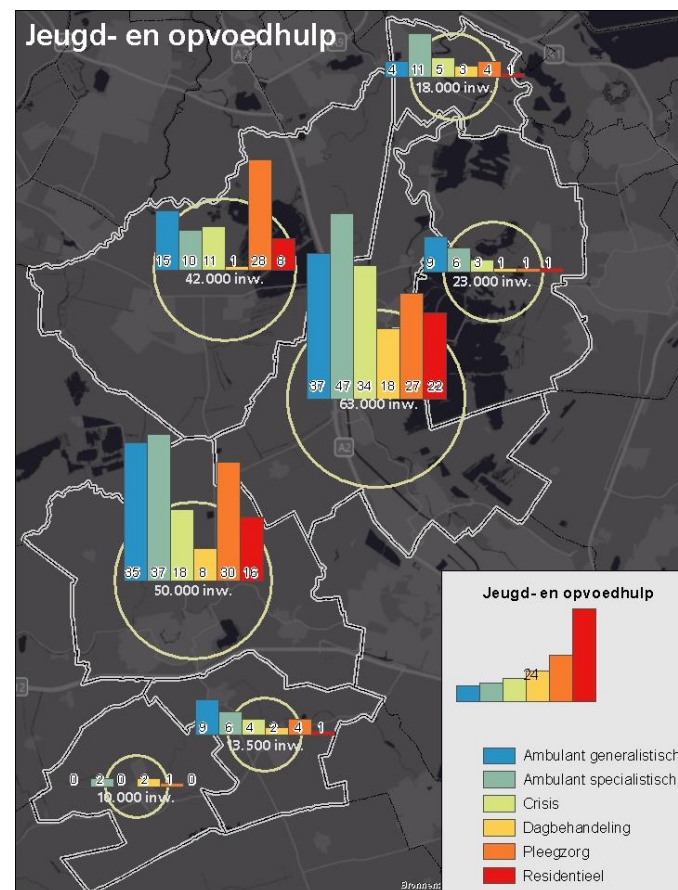 Jeugd- en opvoedhulp
4 11 5 3 4 1
18.000 inw.
15 10 11 1 28 8
42.000 inw.
9 6 3 1 1 1
23.000 inw.
37 47 34 18 27 22
63.000 inw.
A2
35 37 18 8 30 16
50.000 inw.
9 6 4 2 4 1
3.500 inw.
0 2 0 2 1 0
10.000 inw.
Jeugd- en opvoedhulp
24
Ambulant generalistisch
Ambulant specialistisch
Crisis
Dagbehandeling
Pleegzorg
Residentieel
Bronnen: